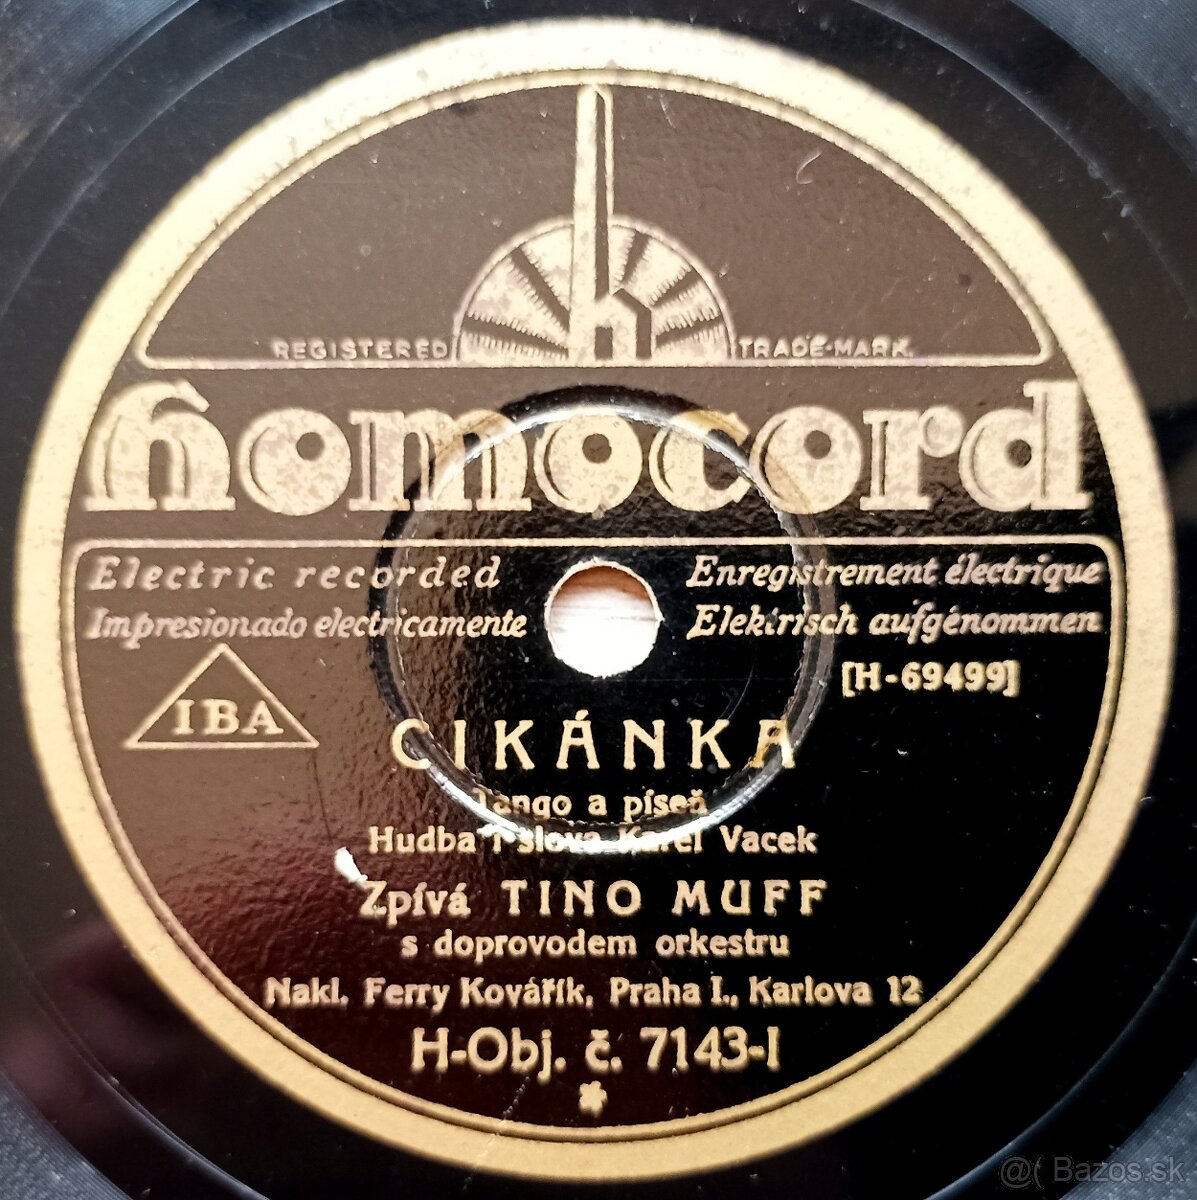 REGISTERED TRADE-MARK.
homocord
Electric recorded Enregistrement électrique
Impresionado electricamente Elektrisch aufgénommen
[H-69499]
IBA
CIKÁNKA
Tango a píseň
Hudba i slova Karel Vacek
Zpívá TINO MUFF
s doprovodem orkestru
Nakl. Ferry Kovářík, Praha I., Karlova 12
H-Obj. č. 7143-I
@( Bazos.sk